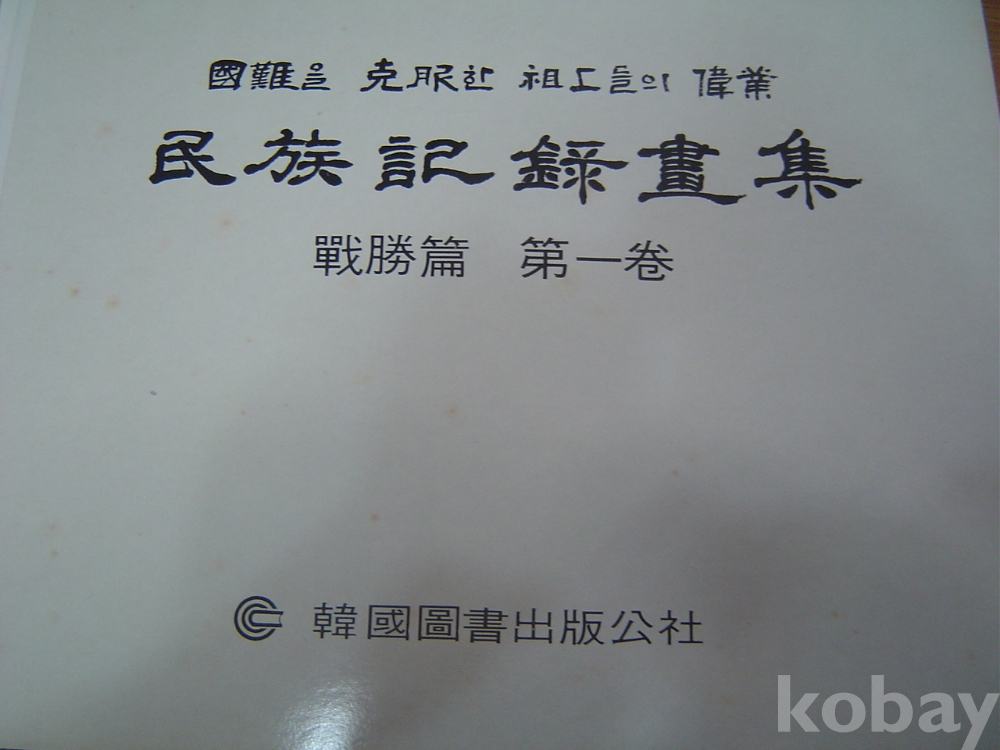 國難을 克服한 祖上들의 偉業
民族記錄畫集
戰勝篇 第一卷
韓國圖書出版公社
kobay